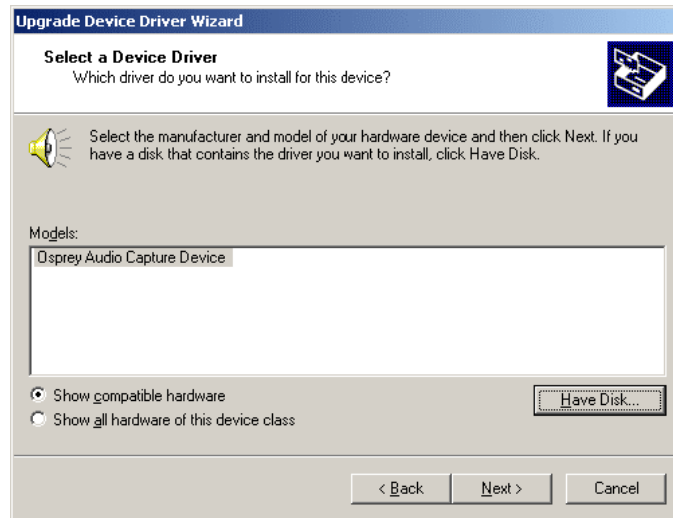 Upgrade Device Driver Wizard
Select a Device Driver
Which driver do you want to install for this device?
Select the manufacturer and model of your hardware device and then click Next. If you
have a disk that contains the driver you want to install, click Have Disk.
Models:
Osprey Audio Capture Device
Show compatible hardware
Have Disk...
Show all hardware of this device class
< Back
Next >
Cancel